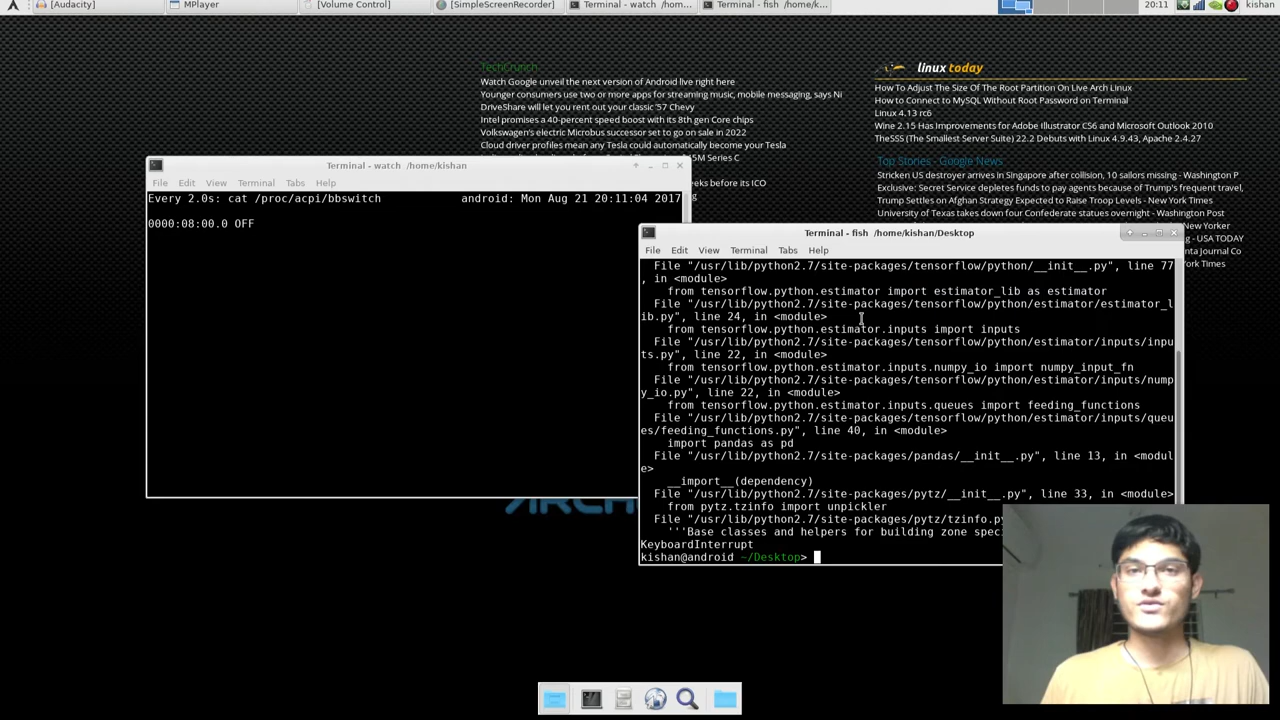 [Audacity]
MPlayer
[Volume Control]
[SimpleScreenRecorder]
Terminal - watch /hom...
Terminal - fish /home/k...
20:11
kishan
TechCrunch
Watch Google unveil the next version of Android live right here
Younger consumers use two or more apps for streaming music, mobile messaging, says Ni
DriveShare will let you rent out your classic '57 Chevy
Intel promises a 40-percent speed boost with its 8th gen Core chips
Volkswagen's electric Microbus successor set to go on sale in 2022
Cloud driver profiles mean any Tesla could automatically become your Tesla
15M Series C
eeks before its ICO
g
linux today
How To Adjust The Size Of The Root Partition On Live Arch Linux
How to Connect to MySQL Without Root Password on Terminal
Linux 4.13 rc6
Wine 2.15 Has Improvements for Adobe Illustrator CS6 and Microsoft Outlook 2010
TheSSS (The Smallest Server Suite) 22.2 Debuts with Linux 4.9.43, Apache 2.4.27
Top Stories - Google News
Stricken US destroyer arrives in Singapore after collision, 10 sailors missing - Washington P
Exclusive: Secret Service depletes funds to pay agents because of Trump's frequent travel,
Trump Settles on Afghan Strategy Expected to Raise Troop Levels - New York Times
University of Texas takes down four Confederate statues overnight - Washington Post
w Yorker
g - USA TODAY
anta Journal Co
rk Times
Terminal - watch /home/kishan
File Edit View Terminal Tabs Help
Every 2.0s: cat /proc/acpi/bbswitch android: Mon Aug 21 20:11:04 2017
0000:08:00.0 OFF
Terminal - fish /home/kishan/Desktop
File Edit View Terminal Tabs Help
File "/usr/lib/python2.7/site-packages/tensorflow/python/__init__.py", line 77
, in <module>
from tensorflow.python.estimator import estimator_lib as estimator
File "/usr/lib/python2.7/site-packages/tensorflow/python/estimator/estimator_l
ib.py", line 24, in <module>
from tensorflow.python.estimator.inputs import inputs
File "/usr/lib/python2.7/site-packages/tensorflow/python/estimator/inputs/inpu
ts.py", line 22, in <module>
from tensorflow.python.estimator.inputs.numpy_io import numpy_input_fn
File "/usr/lib/python2.7/site-packages/tensorflow/python/estimator/inputs/nump
y_io.py", line 22, in <module>
from tensorflow.python.estimator.inputs.queues import feeding_functions
File "/usr/lib/python2.7/site-packages/tensorflow/python/estimator/inputs/queu
es/feeding_functions.py", line 40, in <module>
import pandas as pd
File "/usr/lib/python2.7/site-packages/pandas/__init__.py", line 13, in <modul
e>
__import__(dependency)
File "/usr/lib/python2.7/site-packages/pytz/__init__.py", line 33, in <module>
from pytz.tzinfo import unpickler
File "/usr/lib/python2.7/site-packages/pytz/tzinfo.py
'''Base classes and helpers for building zone spec
KeyboardInterrupt
kishan@android ~/Desktop>